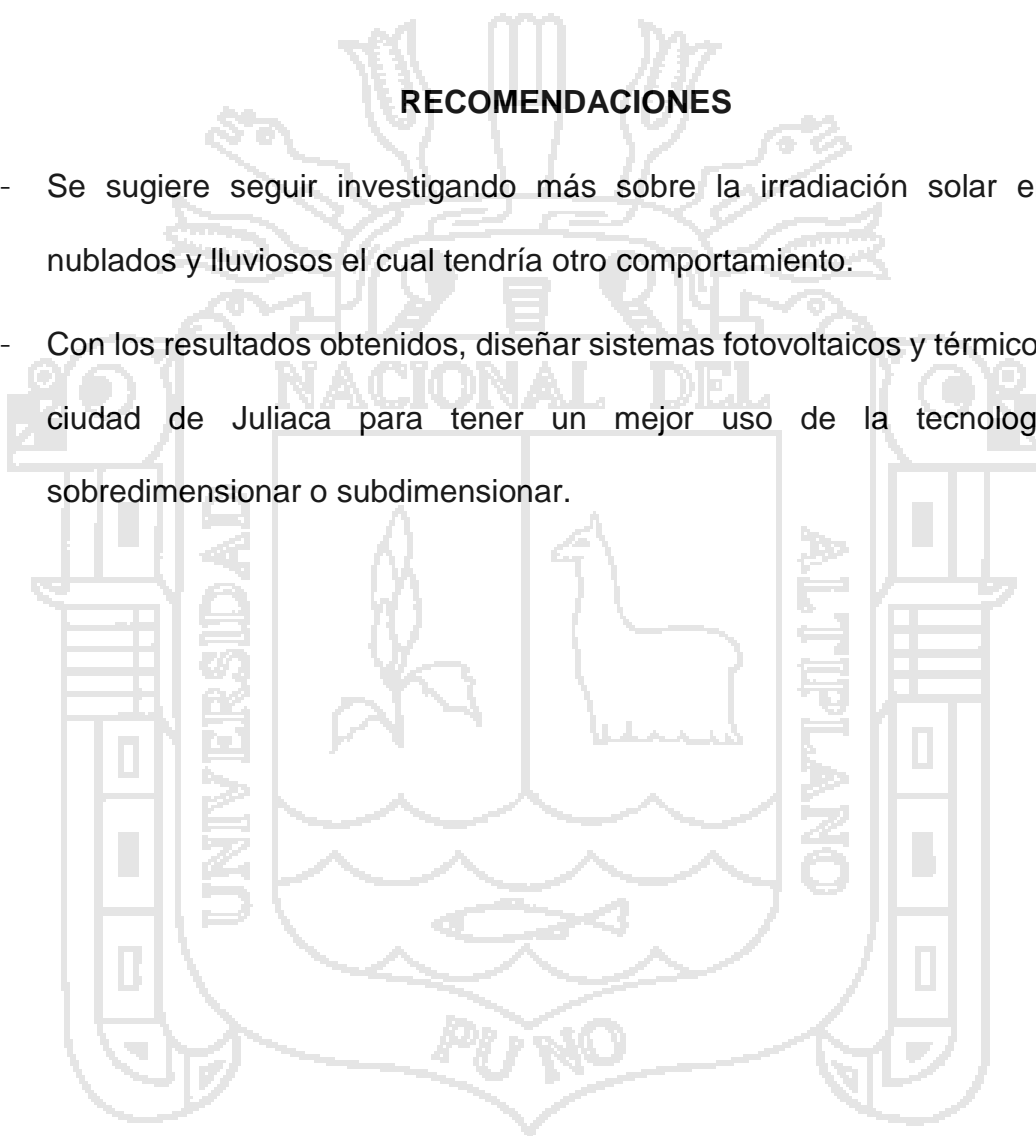 RECOMENDACIONES
- Se sugiere seguir investigando más sobre la irradiación solar e
nublados y lluviosos el cual tendría otro comportamiento.
- Con los resultados obtenidos, diseñar sistemas fotovoltaicos y térmico
ciudad de Juliaca para tener un mejor uso de la tecnolog
sobredimensionar o subdimensionar.
NACIONAL DEL
UNIVERSIDAD
ALTIPLANO
PUNO